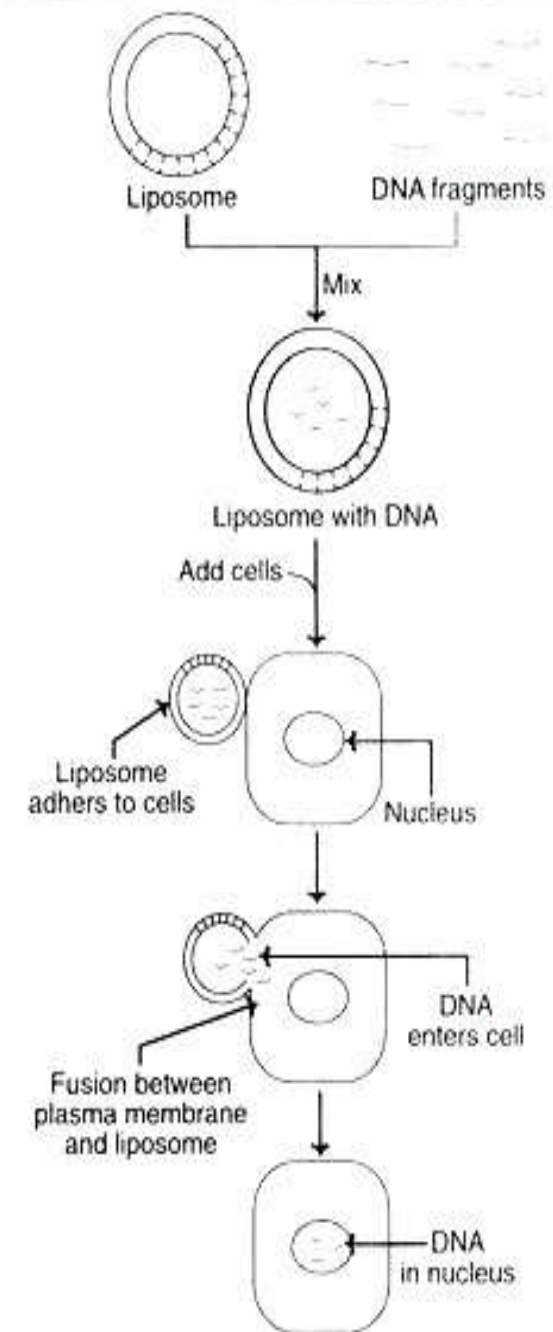 Liposome
DNA fragments
Mix
Liposome with DNA
Add cells
Liposome
adhers to cells
Nucleus
DNA
enters cell
Fusion between
plasma membrane
and liposome
DNA
in nucleus